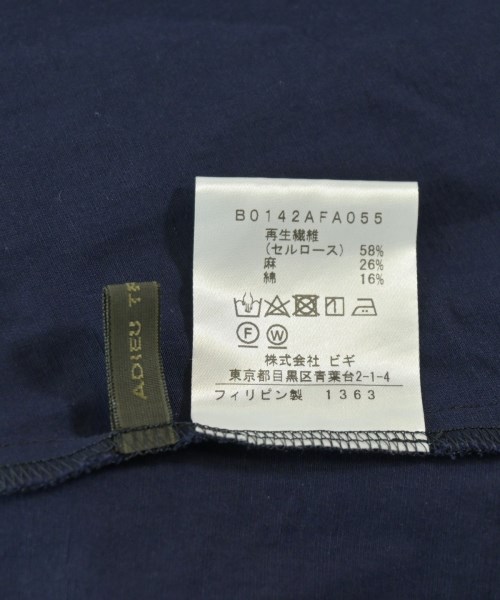 B0142AFA055
再生繊維
(セルロース) 58%
麻 26%
綿 16%
F W
株式会社 ビギ
東京都目黒区青葉台2-1-4
フィリピン製 1363
ADIEU TR